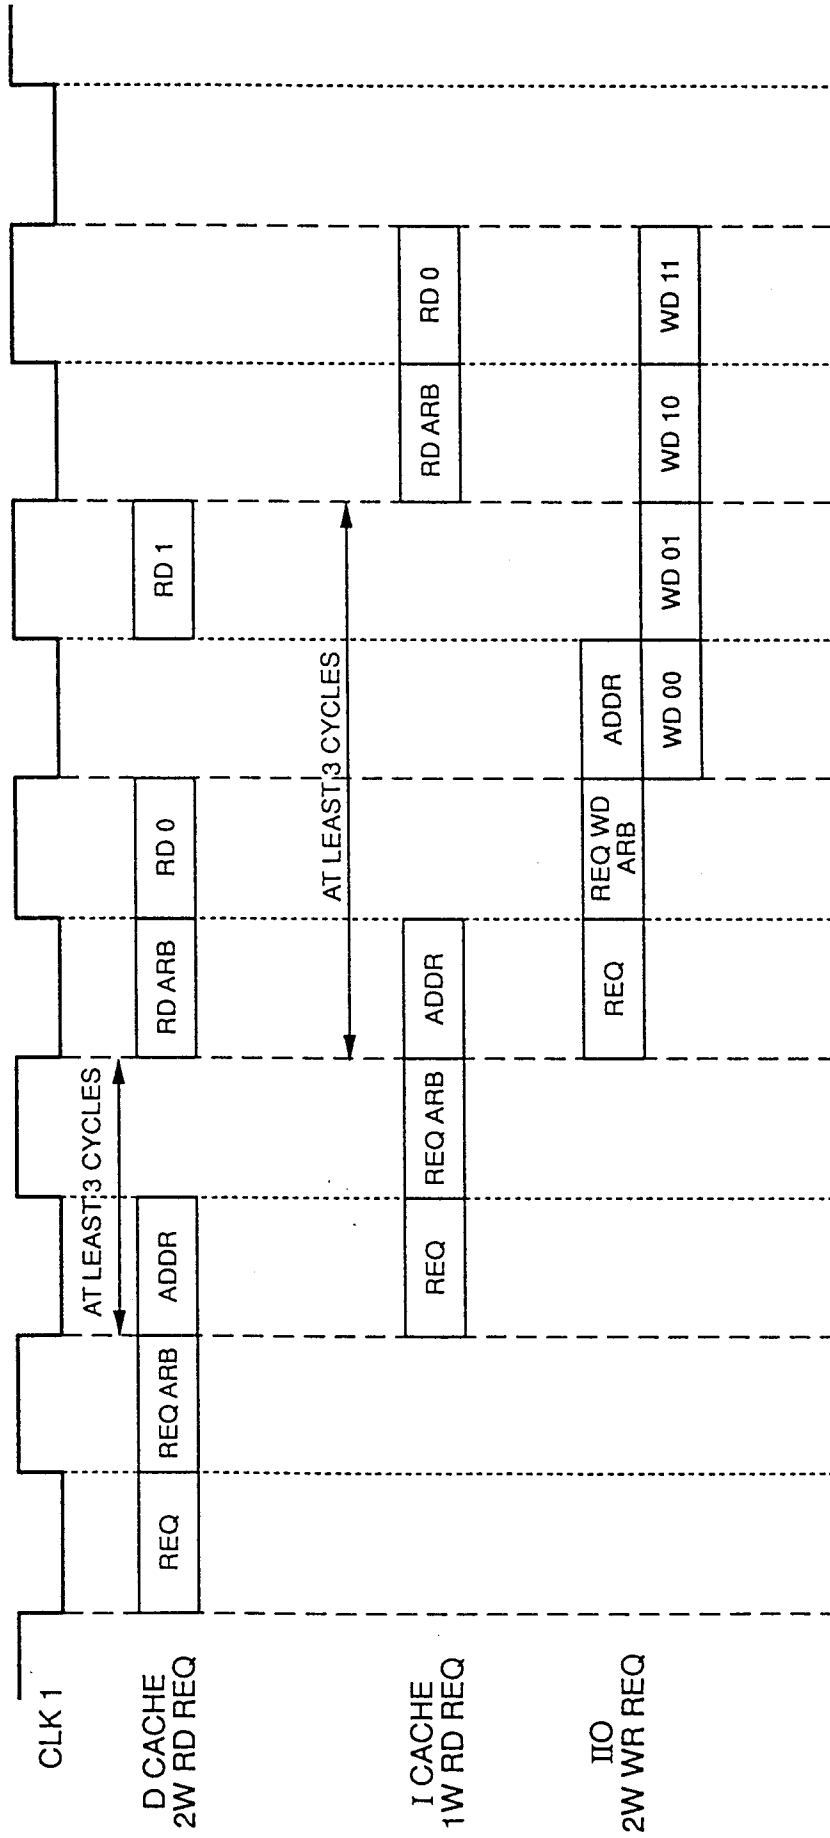 CLK 1
D CACHE
2W RD REQ
REQ
REQ ARB
ADDR
AT LEAST 3 CYCLES
RD ARB
RD 0
RD 1
I CACHE
1W RD REQ
REQ
REQ ARB
ADDR
AT LEAST 3 CYCLES
RD ARB
RD 0
IIO
2W WR REQ
REQ
REQ WD
ARB
ADDR
WD 00
WD 01
WD 10
WD 11